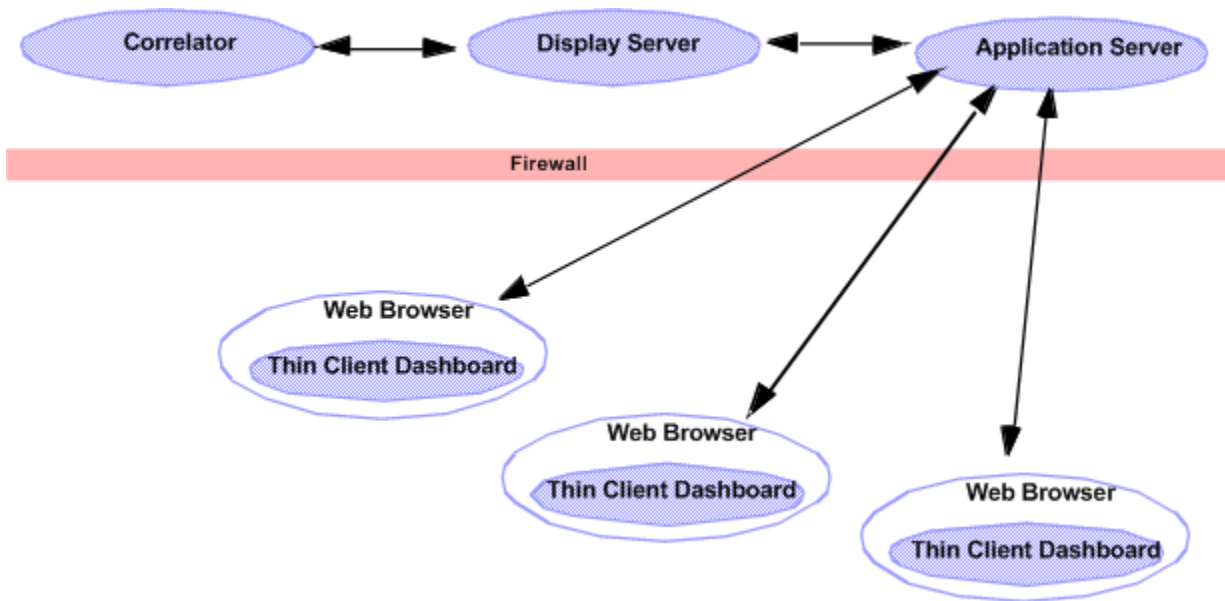 Correlator
Display Server
Application Server
Firewall
Web Browser
Thin Client Dashboard
Web Browser
Thin Client Dashboard
Web Browser
Thin Client Dashboard